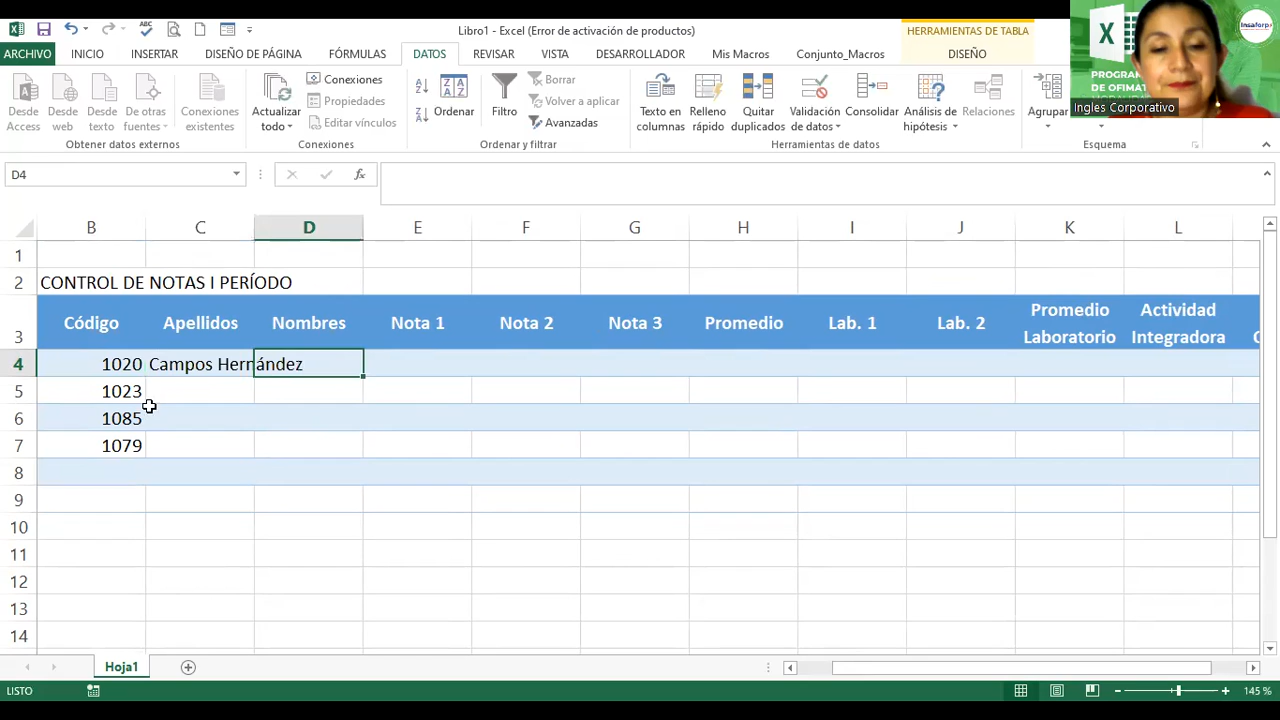 Libro1 - Excel (Error de activación de productos)
HERRAMIENTAS DE TABLA
ARCHIVO INICIO INSERTAR DISEÑO DE PÁGINA FÓRMULAS DATOS REVISAR VISTA DESARROLLADOR Mis Macros Conjunto_Macros DISEÑO
Desde Access
Desde web
Desde texto
De otras fuentes
Conexiones existentes
Obtener datos externos
Actualizar todo
Conexiones
Propiedades
Editar vínculos
Conexiones
Ordenar
Filtro
Borrar
Volver a aplicar
Avanzadas
Ordenar y filtrar
Texto en columnas
Relleno rápido
Quitar duplicados
Validación de datos
Consolidar
Análisis de hipótesis
Relaciones
Herramientas de datos
Agrupar
Esquema
PROGRAM
DE OFIMAT
Insaforp
Ingles Corporativo
D4
fx
B C D E F G H I J K L
1
2 CONTROL DE NOTAS I PERÍODO
3 Código Apellidos Nombres Nota 1 Nota 2 Nota 3 Promedio Lab. 1 Lab. 2 Promedio Laboratorio Actividad Integradora
4 1020 Campos Hernández
5 1023
6 1085
7 1079
8
9
10
11
12
13
14
Hoja1
LISTO
145 %